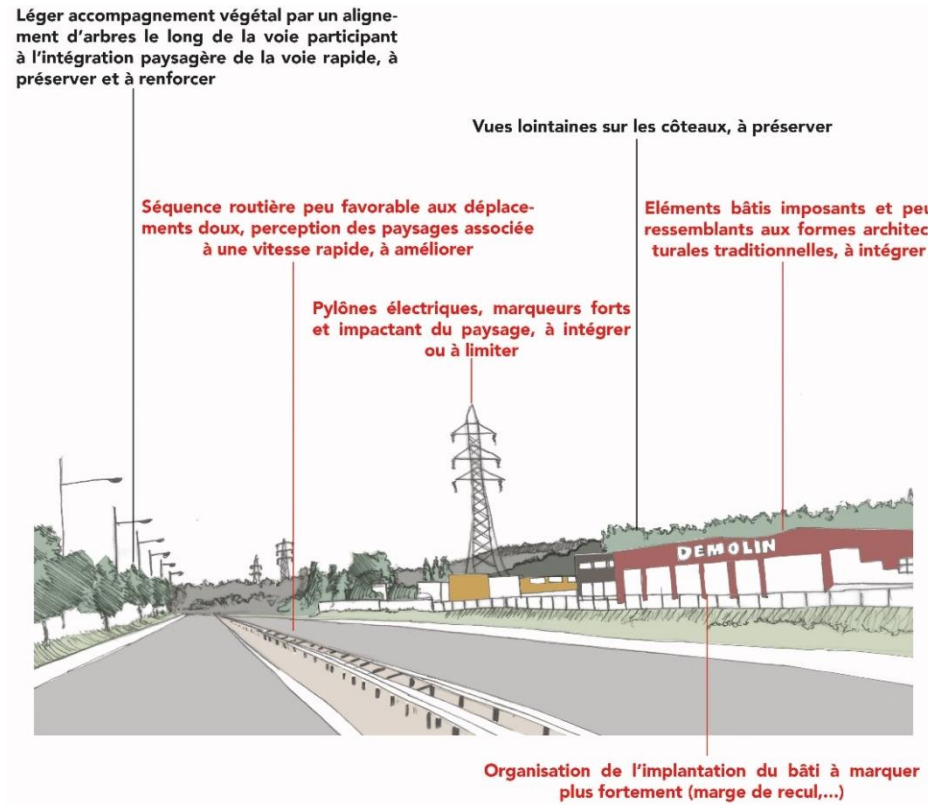 Léger accompagnement végétal par un aligne-
ment d'arbres le long de la voie participant
à l'intégration paysagère de la voie rapide, à
préserver et à renforcer
Vues lointaines sur les côteaux, à préserver
Séquence routière peu favorable aux déplace-
ments doux, perception des paysages associée
à une vitesse rapide, à améliorer
Eléments bâtis imposants et peu
ressemblants aux formes architec
turales traditionnelles, à intégrer
Pylônes électriques, marqueurs forts
et impactant du paysage, à intégrer
ou à limiter
DEMOLIN
Organisation de l'implantation du bâti à marquer
plus fortement (marge de recul,...)